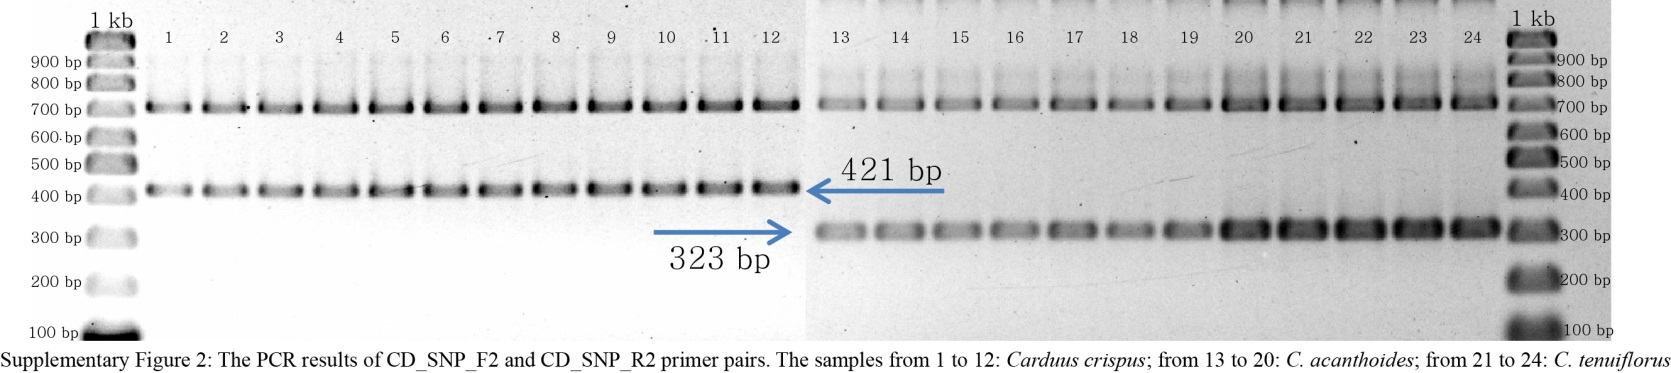 1 kb 1 kb
1 2 3 4 5 6 7 8 9 10 11 12 13 14 15 16 17 18 19 20 21 22 23 24
900 bp 900 bp
800 bp 800 bp
700 bp 700 bp
600 bp 600 bp
500 bp 421 bp 500 bp
400 bp 400 bp
300 bp 300 bp
323 bp
200 bp 200 bp
100 bp 100 bp
Supplementary Figure 2: The PCR results of CD_SNP_F2 and CD_SNP_R2 primer pairs. The samples from 1 to 12: Carduus crispus; from 13 to 20: C. acanthoides; from 21 to 24: C. tenuiflorus